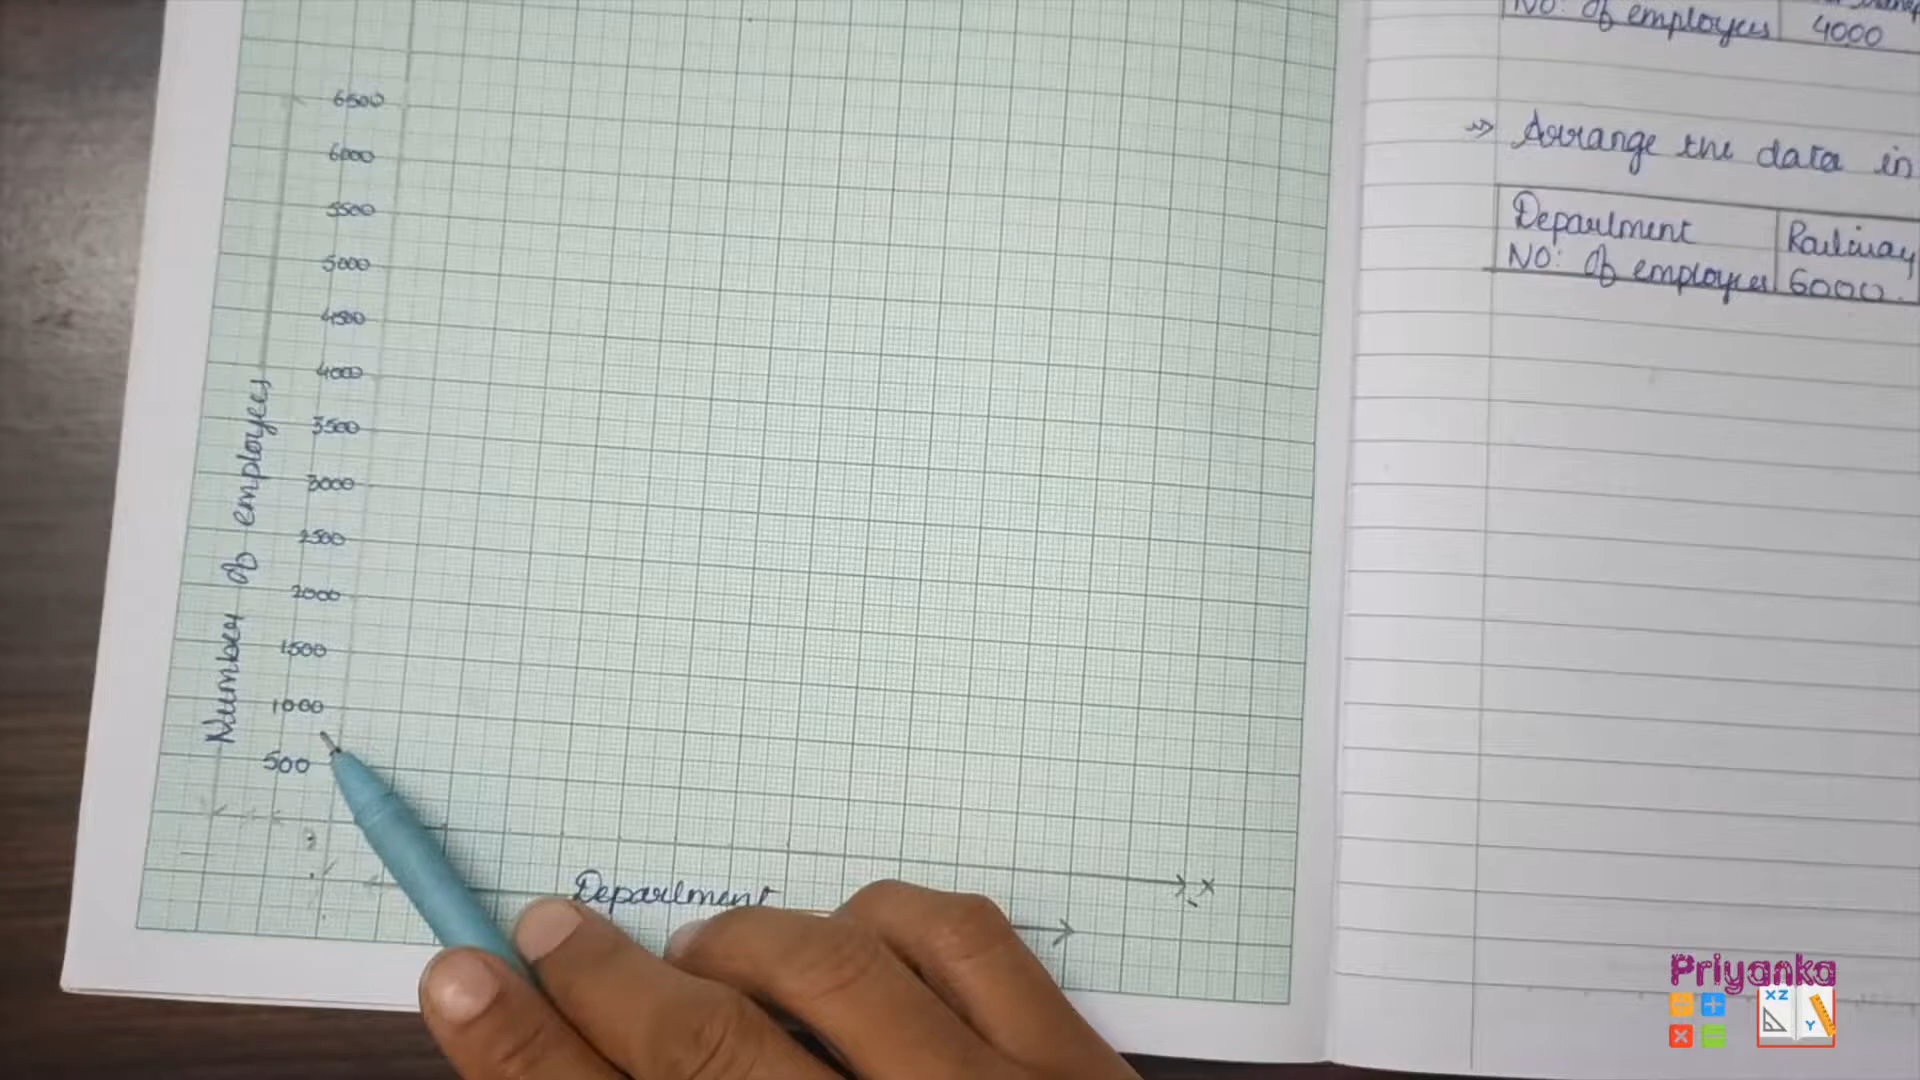 6500
6000
5500
5000
4500
4000
3500
3000
2500
2000
1500
1000
500
Number of employees
Department
X
NO: Of employees 4000
Arrange the data in
Department Railway
NO: Of employees 6000.
Priyanka
XZ
Y